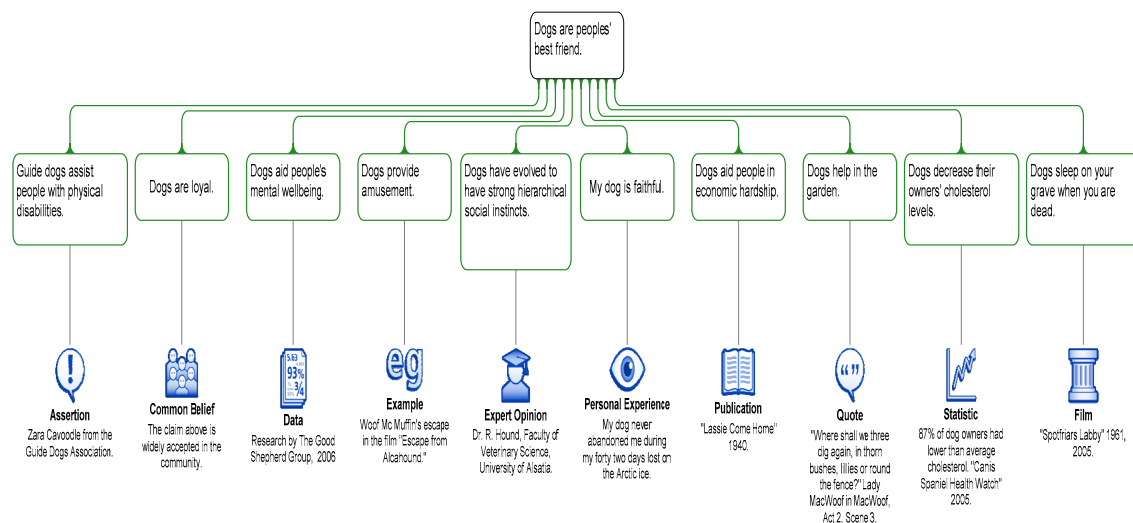 Dogs are peoples'
best friend.
Guide dogs assist
people with physical
disabilities.
Dogs are loyal.
Dogs aid people's
mental wellbeing.
Dogs provide
amusement.
Dogs have evolved to
have strong hierarchical
social instincts.
My dog is faithful.
Dogs aid people in
economic hardship.
Dogs help in the
garden.
Dogs decrease their
owners' cholesterol
levels.
Dogs sleep on your
grave when you are
dead.
!
Assertion
Zara Cavoodle from the
Guide Dogs Association.
Common Belief
The claim above is
widely accepted in the
community.
5.63
93%
3/4
Data
Research by The Good
Shepherd Group, 2006
eg
Example
Woof Mc Muffin's escape
in the film "Escape from
Alcahound."
Expert Opinion
Dr. R. Hound, Faculty of
Veterinary Science,
University of Alsatia.
Personal Experience
My dog never
abandoned me during
my forty two days lost on
the Arctic ice.
Publication
"Lassie Come Home"
1940.
“ ”
Quote
"Where shall we three
dig again, in thorn
bushes, lillies or round
the fence?" Lady
MacWoof in MacWoof,
Act 2. Scene 3.
Statistic
87% of dog owners had
lower than average
cholesterol. "Canis
Spaniel Health Watch"
2005.
Film
"Spotfriars Labby" 1961,
2005.